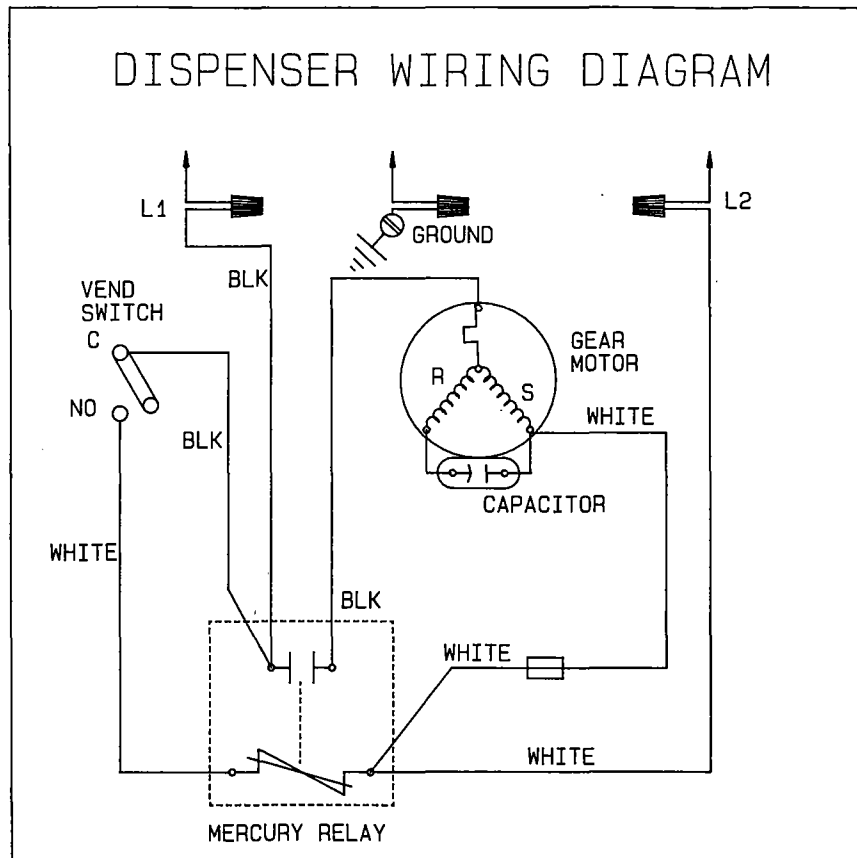 DISPENSER WIRING DIAGRAM
L1
L2
GROUND
BLK
VEND
SWITCH
C
GEAR
MOTOR
R
S
NO
WHITE
BLK
CAPACITOR
WHITE
BLK
WHITE
WHITE
MERCURY RELAY